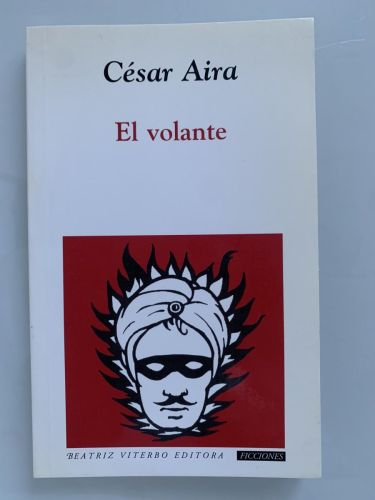 César Aira
El volante
BEATRIZ VITERBO EDITORA
FICCIONES